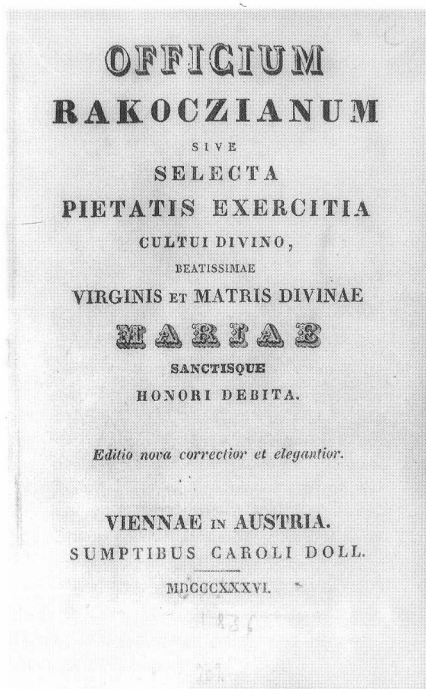 OFFICIUM
RAKOCZIANUM
SIVE
SELECTA
PIETATIS EXERCITIA
CULTUI DIVINO,
BEATISSIMAE
VIRGINIS ET MATRIS DIVINAE
MARIAE
SANCTISQUE
HONORI DEBITA.
Editio nova correctior et elegantior.
VIENNAE IN AUSTRIA.
SUMPTIBUS CAROLI DOLL.
MDCCCXXXVI.